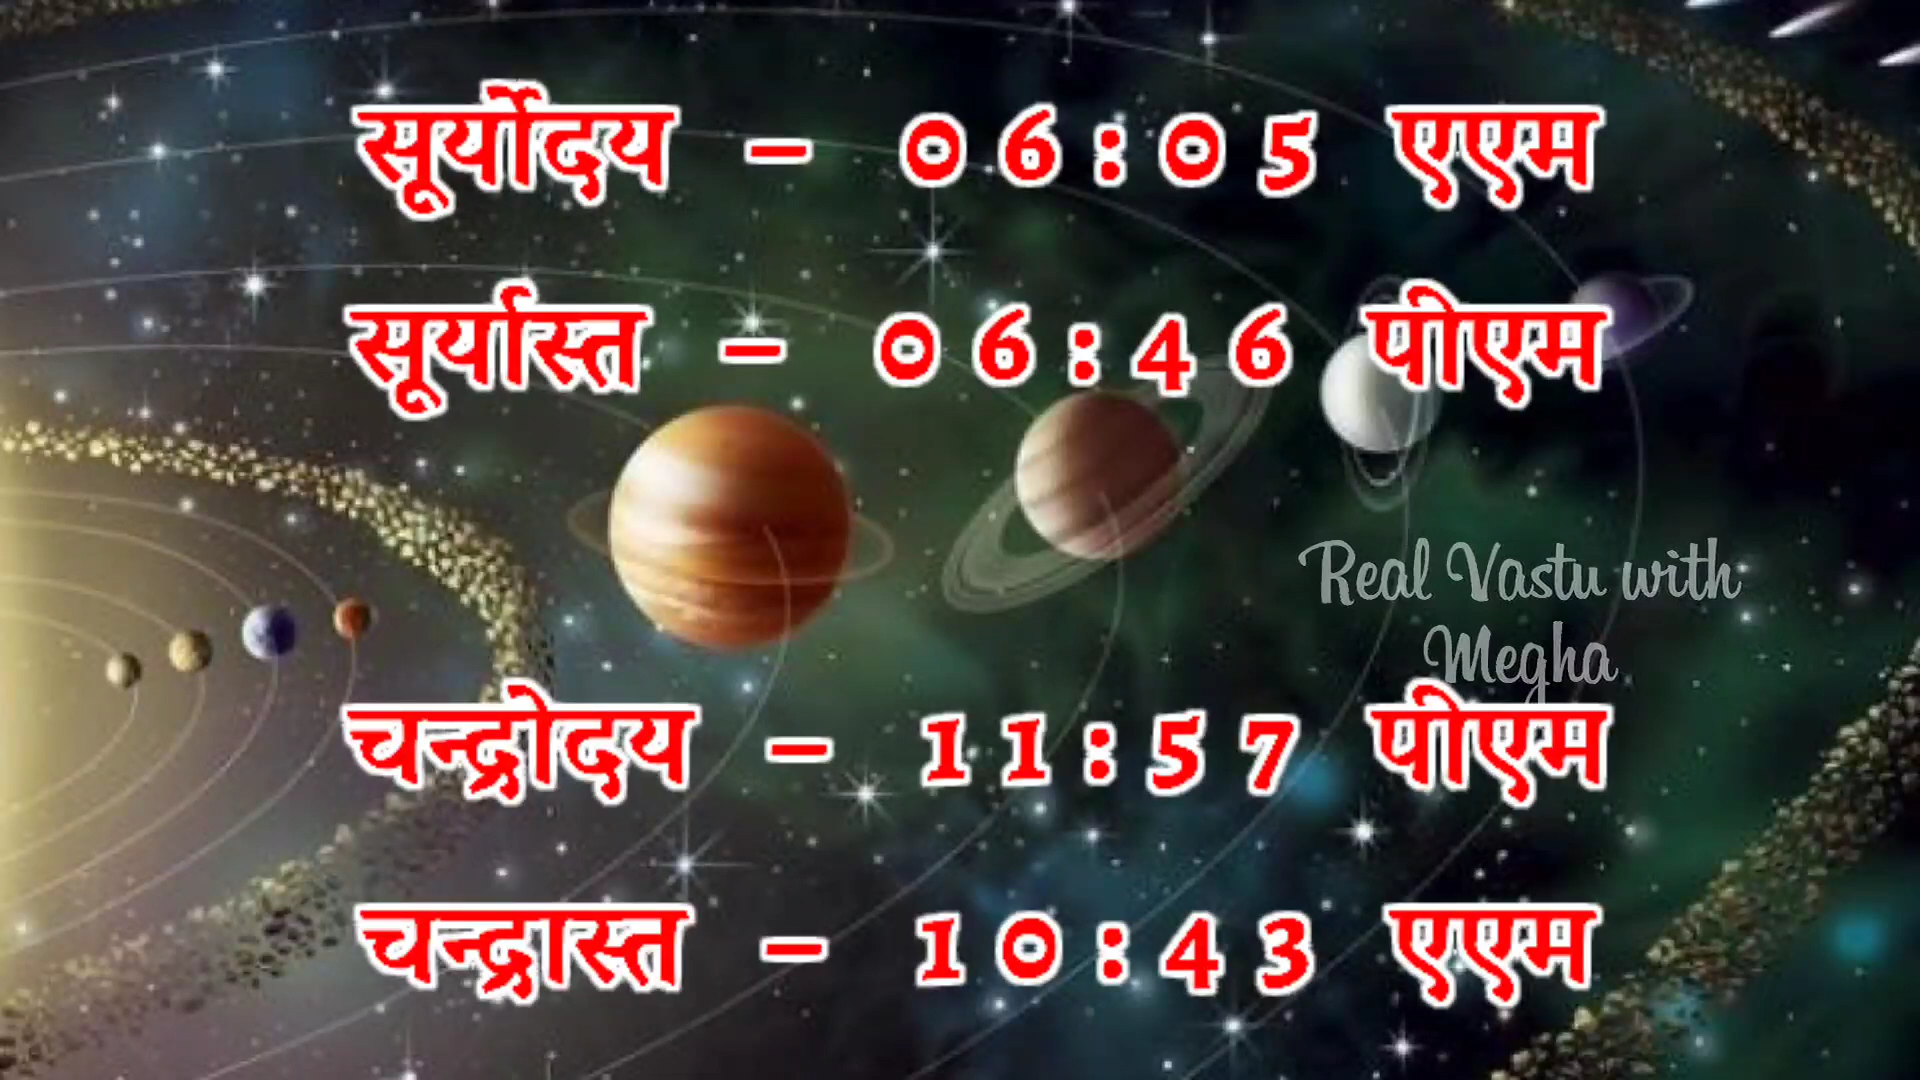 सूर्योदय - 06:05 एएम
सूर्यास्त - 06:46 पीएम
Real Vastu with
Megha
चन्द्रोदय - 11:57 पीएम
चन्द्रास्त - 10:43 एएम